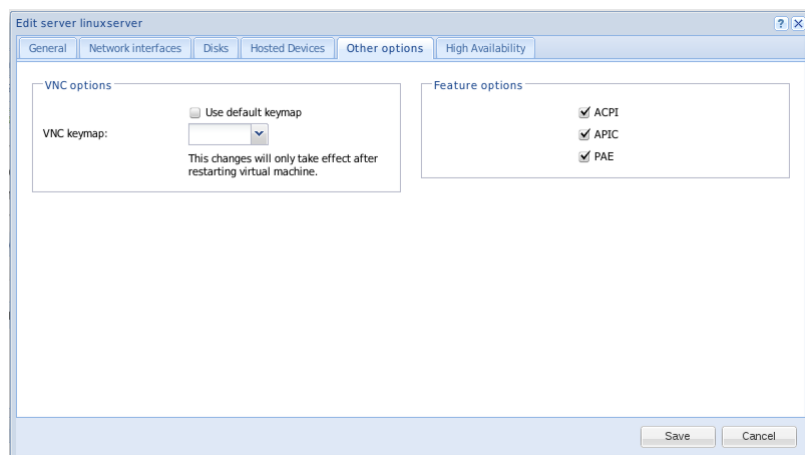 Edit server linuxserver
General
Network interfaces
Disks
Hosted Devices
Other options
High Availability
VNC options
Use default keymap
VNC keymap:
This changes will only take effect after
restarting virtual machine.
Feature options
ACPI
APIC
PAE
Save
Cancel